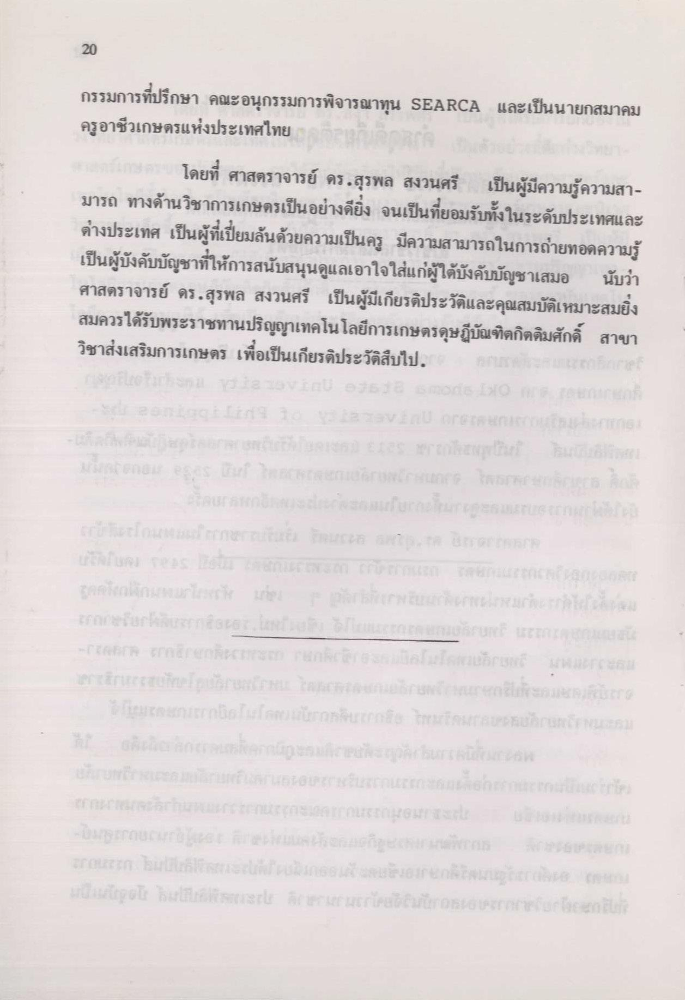 20
กรรมการที่ปรึกษา คณะอนุกรรมการพิจารณาทุน SEARCA และเป็นนายกสมาคม
ครูอาชีวเกษตรแห่งประเทศไทย
โดยที่ ศาสตราจารย์ ดร.สุรพล สงวนศรี เป็นผู้มีความรู้ความสา-
มารถ ทางด้านวิชาการเกษตรเป็นอย่างดียิ่ง จนเป็นที่ยอมรับทั้งในระดับประเทศและ
ต่างประเทศ เป็นผู้ที่เปี่ยมล้นด้วยความเป็นครู มีความสามารถในการถ่ายทอดความรู้
เป็นผู้บังคับบัญชาที่ให้การสนับสนุนดูแลเอาใจใส่แก่ผู้ใต้บังคับบัญชาเสมอ นับว่า
ศาสตราจารย์ ดร.สุรพล สงวนศรี เป็นผู้มีเกียรติประวัติและคุณสมบัติเหมาะสมยิ่ง
สมควรได้รับพระราชทานปริญญาเทคโนโลยีการเกษตรดุษฎีบัณฑิตกิตติมศักดิ์ สาขา
วิชาส่งเสริมการเกษตร เพื่อเป็นเกียรติประวัติสืบไป.